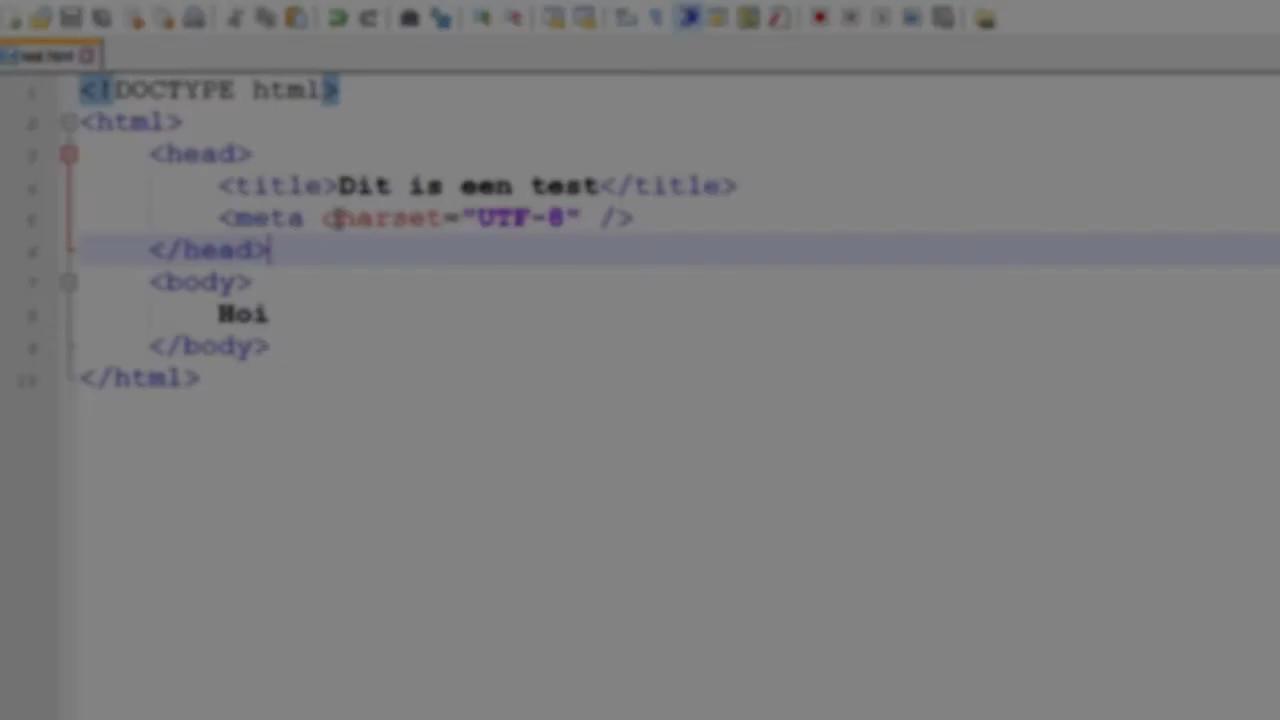 <!DOCTYPE html>
<html>
<head>
<title>Dit is een test</title>
<meta charset="UTF-8" />
</head>
<body>
Hoi
</body>
</html>